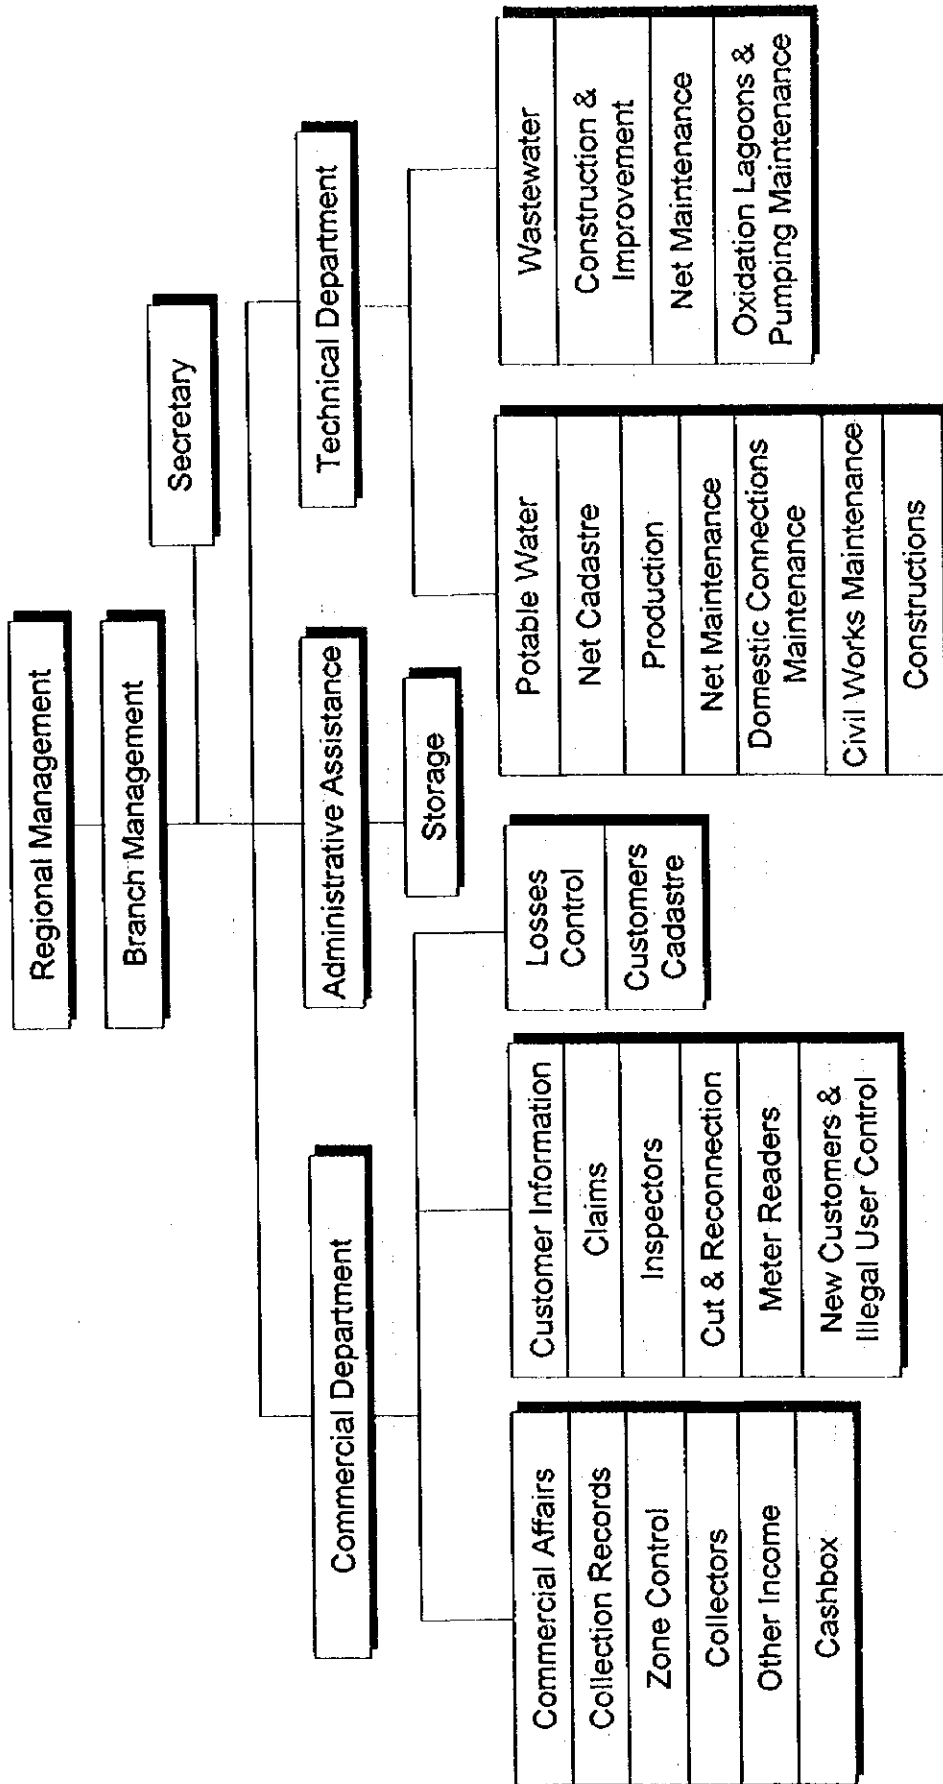 Regional Management
Branch Management
Secretary
Commercial Department
Administrative Assistance
Technical Department
Storage
Commercial Affairs
Collection Records
Zone Control
Collectors
Other Income
Cashbox
Customer Information
Claims
Inspectors
Cut & Reconnection
Meter Readers
New Customers &
Illegal User Control
Losses
Control
Customers
Cadastre
Potable Water
Net Cadastre
Production
Net Maintenance
Domestic Connections
Maintenance
Civil Works Maintenance
Constructions
Wastewater
Construction &
Improvement
Net Maintenance
Oxidation Lagoons &
Pumping Maintenance